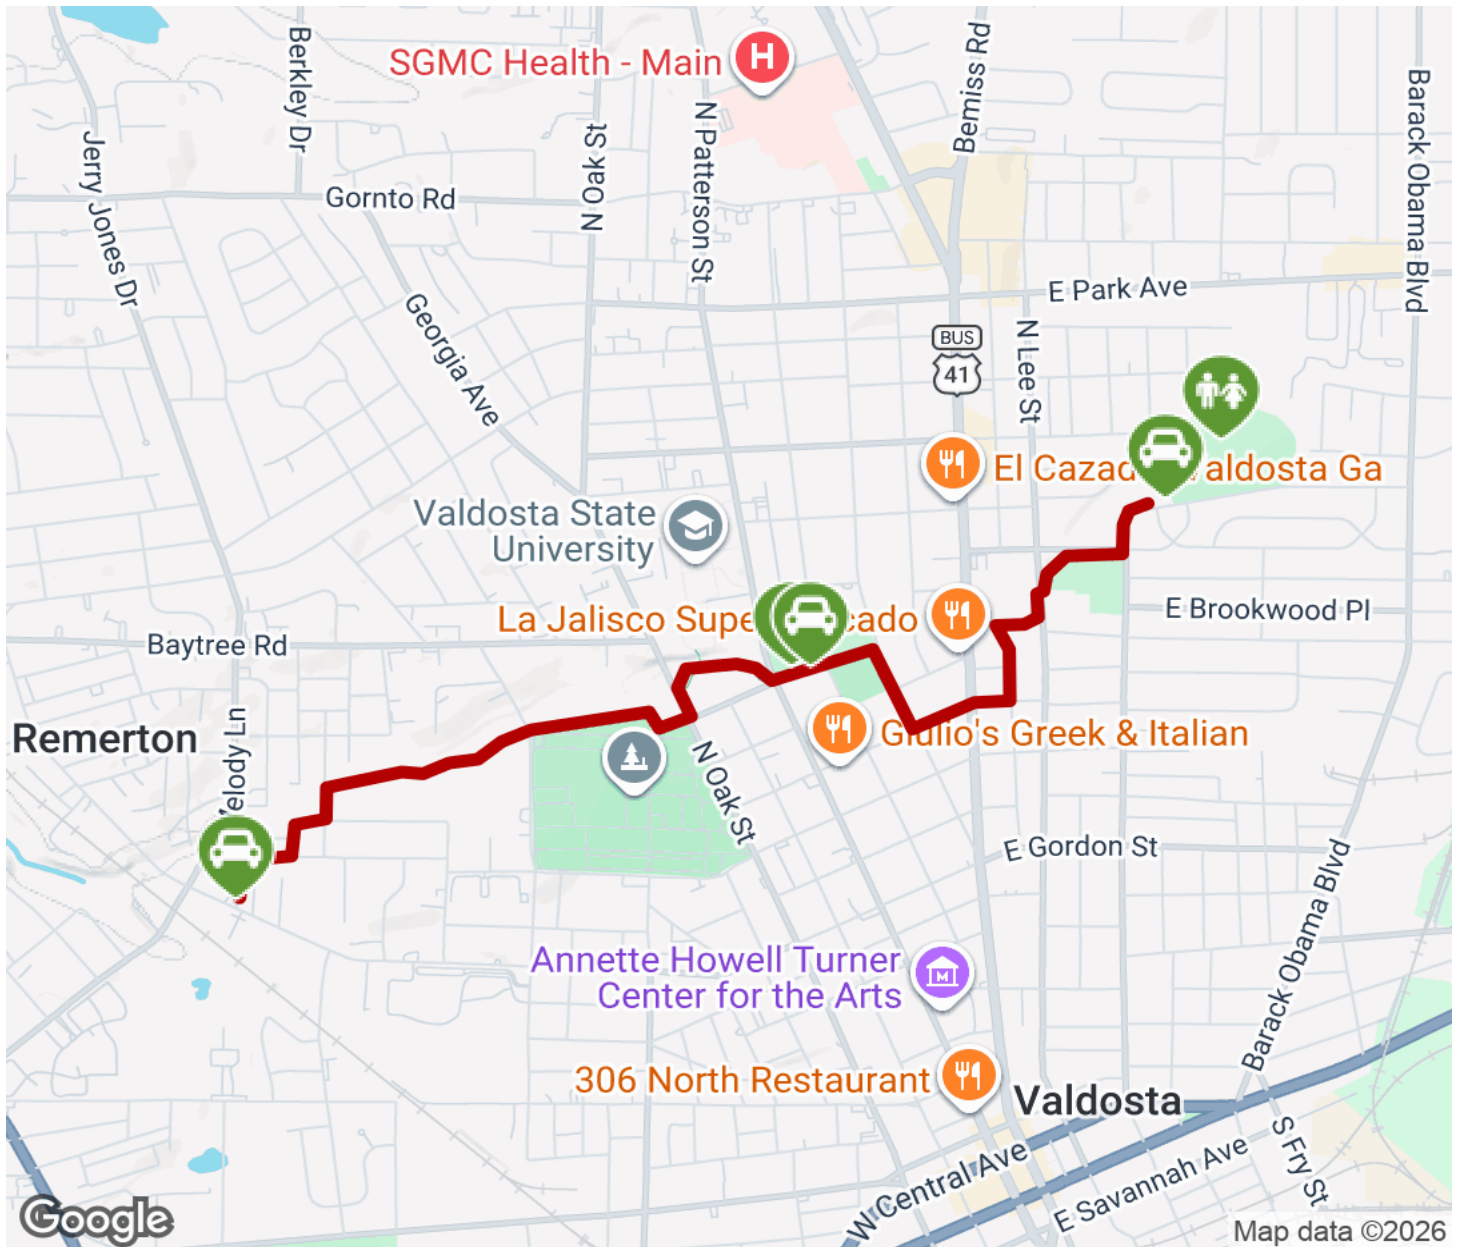 SGMC Health - Main
H
Berkley Dr
Bemiss Rd
N Oak St
N Patterson St
Barack Obama Blvd
Jerry Jones Dr
Gornto Rd
E Park Ave
Georgia Ave
N Lee St
BUS
41
El Cazad
aldosta Ga
Valdosta State
University
La Jalisco Supe
cado
E Brookwood Pl
Baytree Rd
Remerton
elody Ln
Giulio's Greek & Italian
N Oak St
E Gordon St
Barack Obama Blvd
Annette Howell Turner
Center for the Arts
M
306 North Restaurant
Valdosta
S Fry St
W Central Ave
E Savannah Ave
Google
Map data ©2026